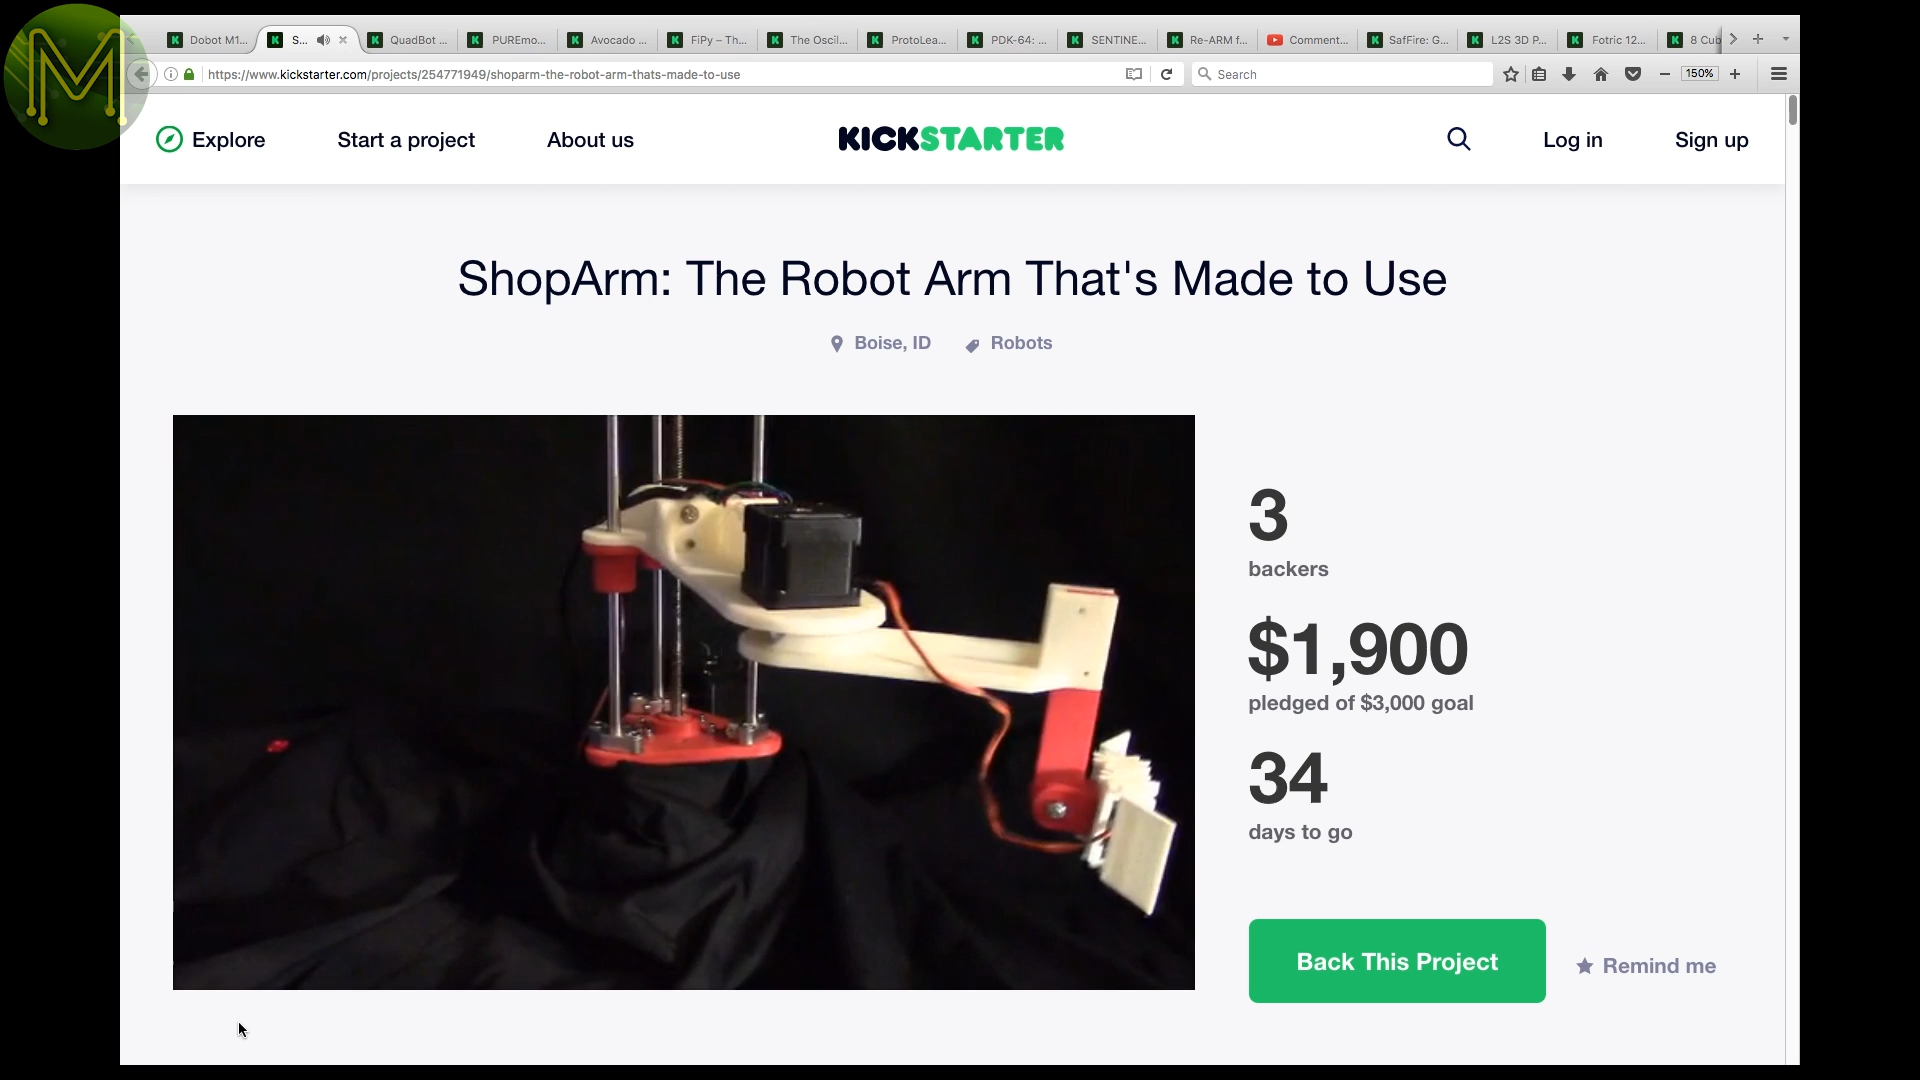 M
Dobot M1... S... QuadBot ... PUREmo... Avocado ... FiPy – Th... The Oscil... ProtoLea... PDK-64: ... SENTINE... Re-ARM f... Comment... SafFire: G... L2S 3D P... Fotric 12... 8 Cub
https://www.kickstarter.com/projects/254771949/shoparm-the-robot-arm-thats-made-to-use Search 150%
Explore Start a project About us KICKSTARTER Log in Sign up
ShopArm: The Robot Arm That's Made to Use
Boise, ID Robots
3
backers
$1,900
pledged of $3,000 goal
34
days to go
Back This Project Remind me